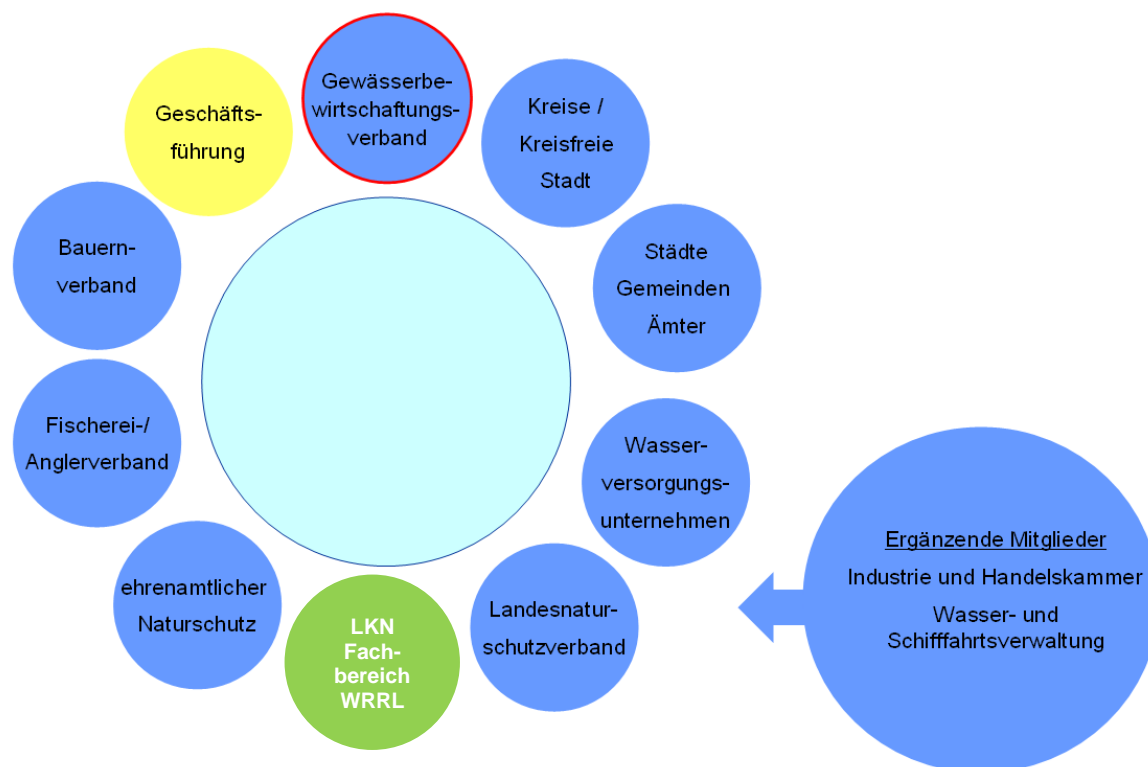 Gewässerbe-
wirtschaftungs-
verband
Kreise /
Kreisfreie
Stadt
Städte
Gemeinden
Ämter
Wasser-
versorgungs-
unternehmen
Landesnatur-
schutzverband
LKN
Fach-
bereich
WRRL
ehrenamtlicher
Naturschutz
Fischerei-/
Anglerverband
Bauern-
verband
Geschäfts-
führung
Ergänzende Mitglieder
Industrie und Handelskammer
Wasser- und
Schifffahrtsverwaltung